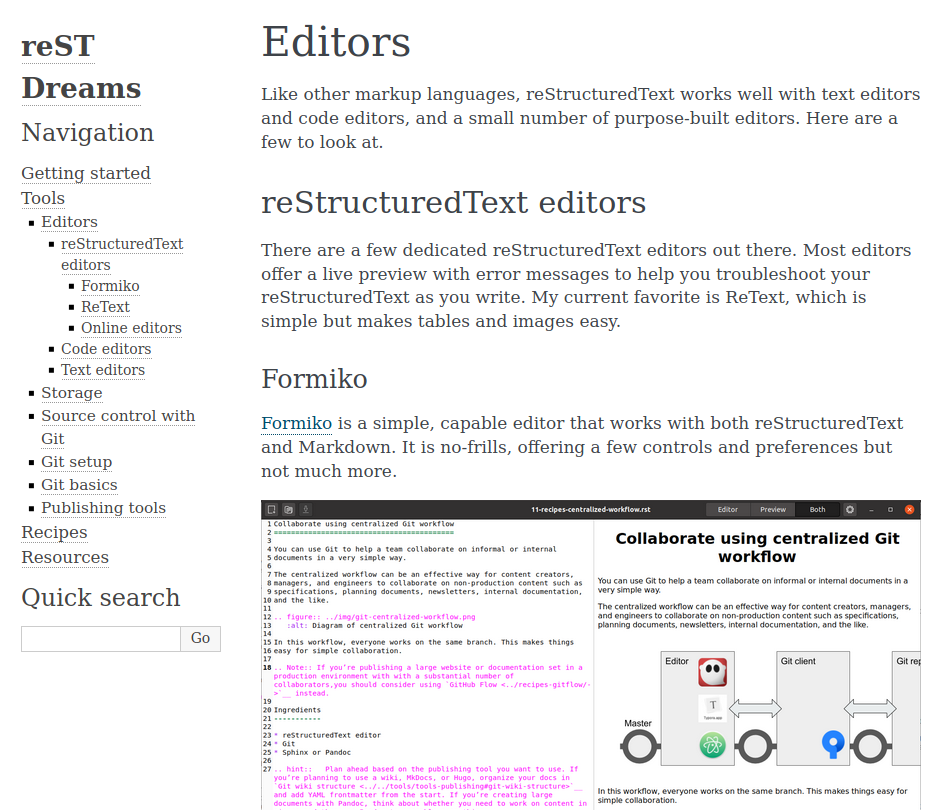 reST
Dreams
Navigation
Getting started
Tools
Editors
reStructuredText
editors
Formiko
ReText
Online editors
Code editors
Text editors
Storage
Source control with
Git
Git setup
Git basics
Publishing tools
Recipes
Resources
Quick search
Go
Editors
Like other markup languages, reStructuredText works well with text editors
and code editors, and a small number of purpose-built editors. Here are a
few to look at.
reStructuredText editors
There are a few dedicated reStructuredText editors out there. Most editors
offer a live preview with error messages to help you troubleshoot your
reStructuredText as you write. My current favorite is ReText, which is
simple but makes tables and images easy.
Formiko
Formiko is a simple, capable editor that works with both reStructuredText
and Markdown. It is no-frills, offering a few controls and preferences but
not much more.
11-recipes-centralized-workflow.rst
Editor Preview Both
1 Collaborate using centralized Git workflow
2 ==========================================
3
4 You can use Git to help a team collaborate on informal or internal
5 documents in a very simple way.
6
7 The centralized workflow can be an effective way for content creators,
8 managers, and engineers to collaborate on non-production content such as
9 specifications, planning documents, newsletters, internal documentation,
10 and the like.
11
12 .. figure:: ../img/git-centralized-workflow.png
13 :alt: Diagram of centralized Git workflow
14
15 In this workflow, everyone works on the same branch. This makes things
16 easy for simple collaboration.
17
18 .. Note:: If you're publishing a large website or documentation set in a
production environment with with a substantial number of
collaborators,you should consider using `GitHub Flow <../recipes-gitflow/-
>`__ instead.
19
20 Ingredients
21 -----------
22
23 * reStructuredText editor
24 * Git
25 * Sphinx or Pandoc
26
27 .. hint:: Plan ahead based on the publishing tool you want to use. If
you're planning to use a wiki, MkDocs, or Hugo, organize your docs in
`Git wiki structure <../../tools/tools-publishing#git-wiki-structure>`__
and add YAML frontmatter from the start. If you're creating large
documents with Pandoc, think about whether you need to work on content in
Collaborate using centralized Git
workflow
You can use Git to help a team collaborate on informal or internal documents in a
very simple way.
The centralized workflow can be an effective way for content creators, managers,
and engineers to collaborate on non-production content such as specifications,
planning documents, newsletters, internal documentation, and the like.
Editor
Git client
Git rep
T
Master
In this workflow, everyone works on the same branch. This makes things easy for
simple collaboration.